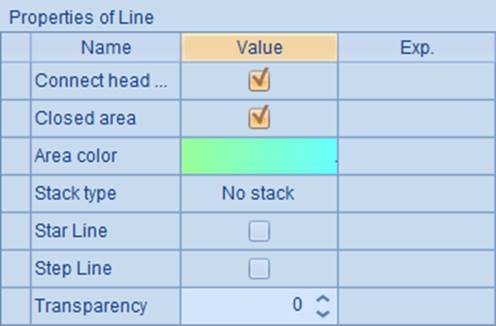 Properties of Line
Name Value Exp.
Connect head ...
Closed area
Area color
Stack type No stack
Star Line
Step Line
Transparency 0